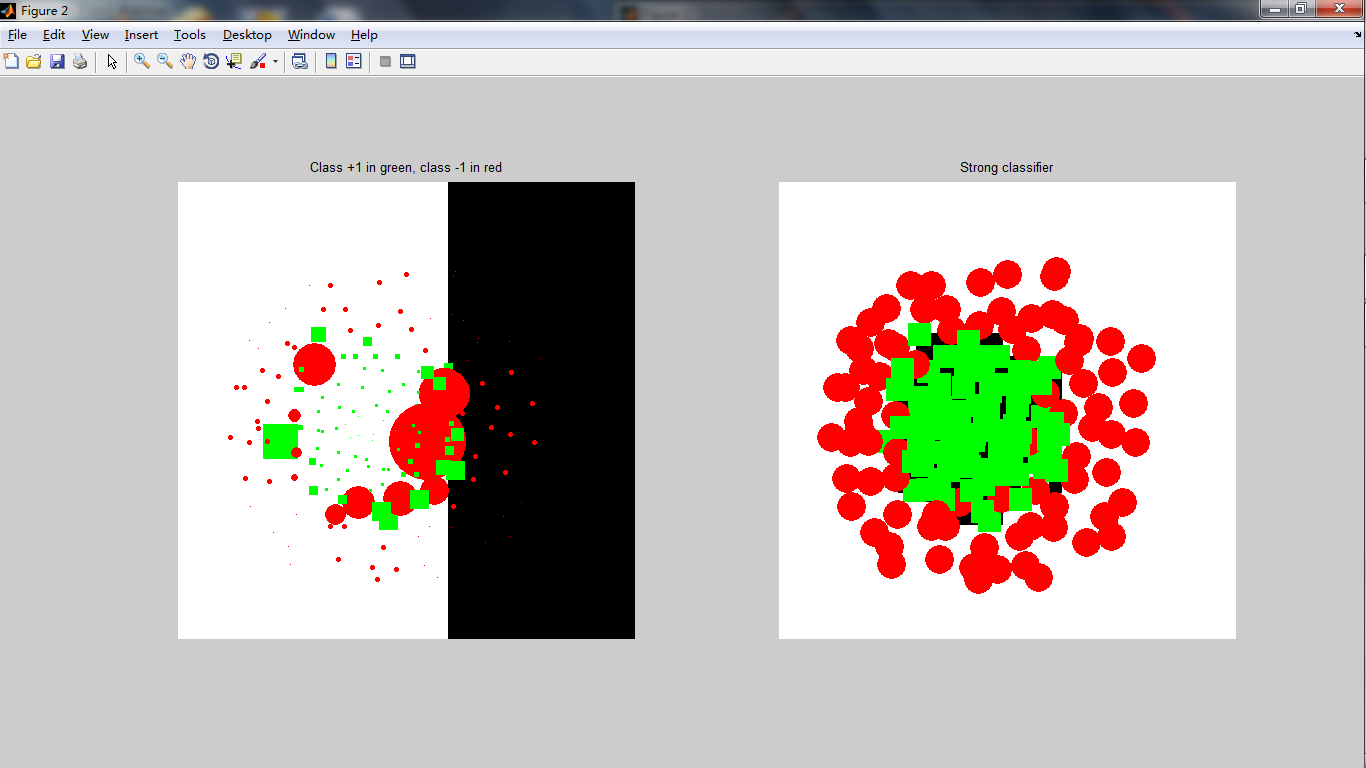 Figure 2
File Edit View Insert Tools Desktop Window Help
Class +1 in green, class -1 in red
Strong classifier